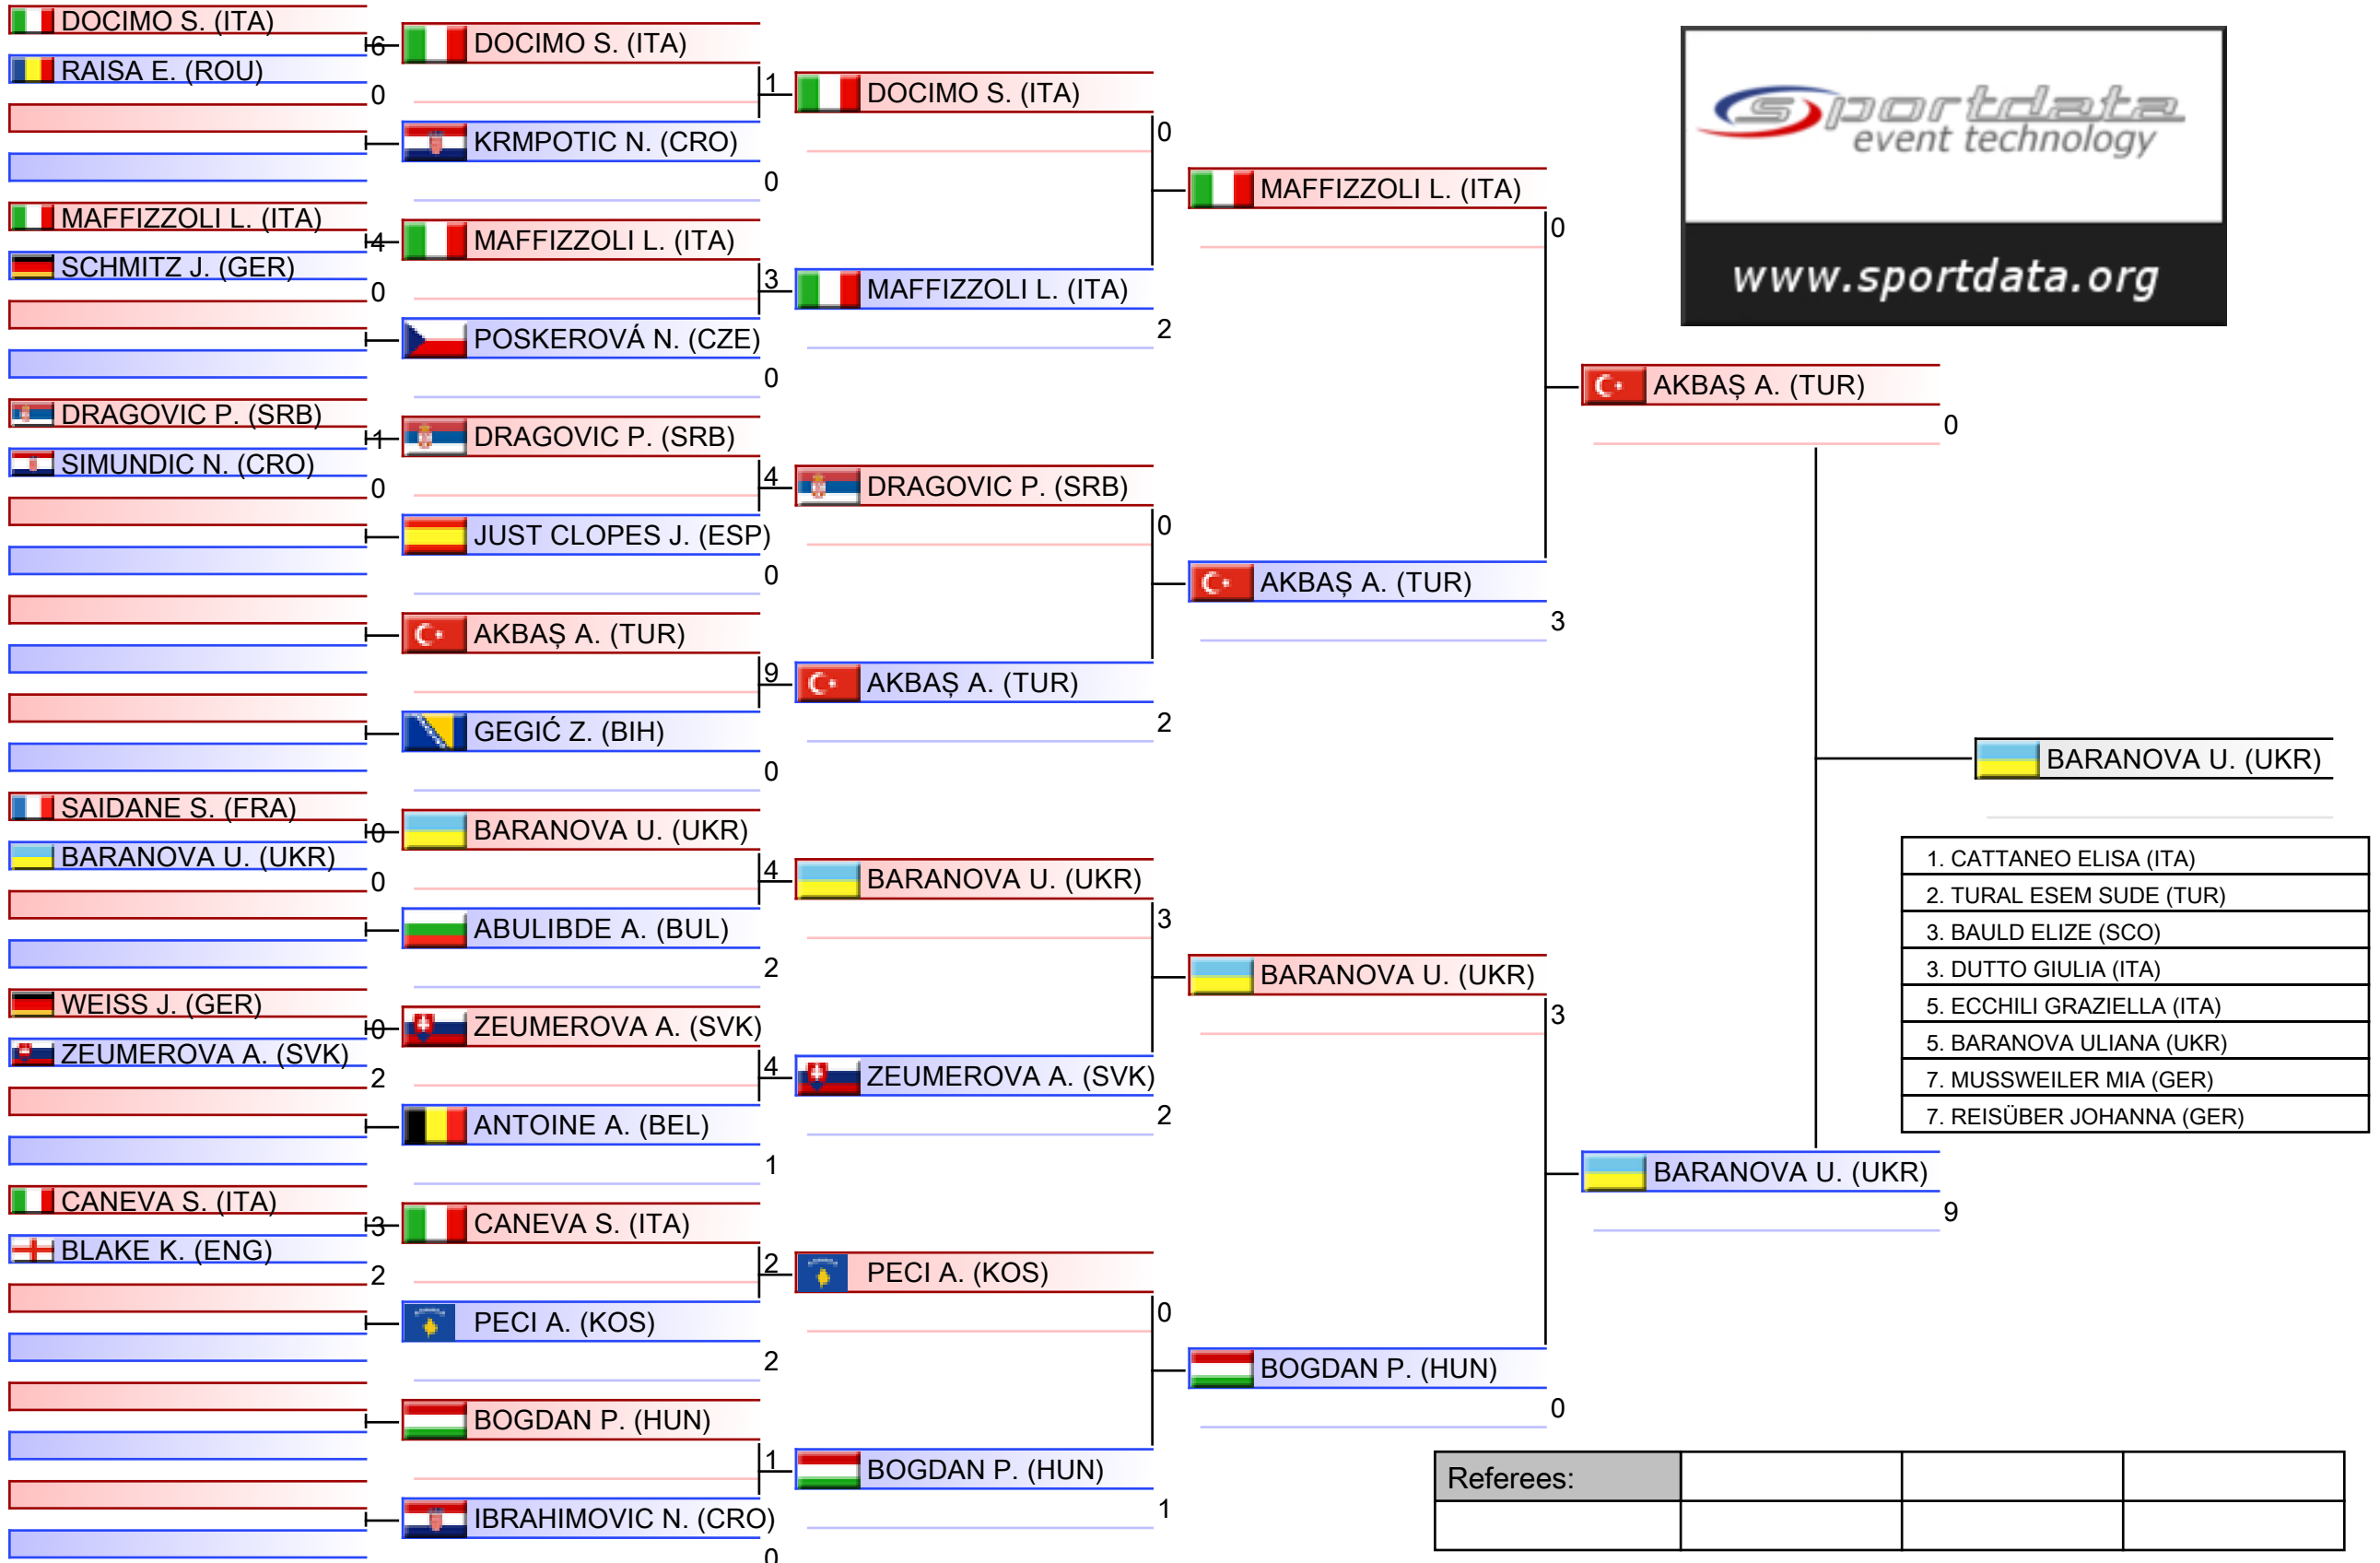 DOCIMO S. (ITA)
6
RAISA E. (ROU)
0
MAFFIZZOLI L. (ITA)
4
SCHMITZ J. (GER)
0
DRAGOVIC P. (SRB)
1
SIMUNDIC N. (CRO)
0
SAIDANE S. (FRA)
0
BARANOVA U. (UKR)
0
WEISS J. (GER)
0
ZEUMEROVA A. (SVK)
2
CANEVA S. (ITA)
3
BLAKE K. (ENG)
2
DOCIMO S. (ITA)
1
KRMPOTIC N. (CRO)
0
MAFFIZZOLI L. (ITA)
3
POSKEROVÁ N. (CZE)
0
DRAGOVIC P. (SRB)
4
JUST CLOPES J. (ESP)
0
AKBAŞ A. (TUR)
9
GEGIĆ Z. (BIH)
0
BARANOVA U. (UKR)
4
ABULIBDE A. (BUL)
2
ZEUMEROVA A. (SVK)
4
ANTOINE A. (BEL)
1
CANEVA S. (ITA)
2
PECI A. (KOS)
2
BOGDAN P. (HUN)
1
IBRAHIMOVIC N. (CRO)
0
DOCIMO S. (ITA)
0
MAFFIZZOLI L. (ITA)
2
DRAGOVIC P. (SRB)
0
AKBAŞ A. (TUR)
2
BARANOVA U. (UKR)
3
ZEUMEROVA A. (SVK)
2
PECI A. (KOS)
0
BOGDAN P. (HUN)
1
MAFFIZZOLI L. (ITA)
0
AKBAŞ A. (TUR)
3
BARANOVA U. (UKR)
3
BOGDAN P. (HUN)
0
AKBAŞ A. (TUR)
0
BARANOVA U. (UKR)
9
BARANOVA U. (UKR)
sportdata
event technology
www.sportdata.org
1. CATTANEO ELISA (ITA)
2. TURAL ESEM SUDE (TUR)
3. BAULD ELIZE (SCO)
3. DUTTO GIULIA (ITA)
5. ECCHILI GRAZIELLA (ITA)
5. BARANOVA ULIANA (UKR)
7. MUSSWEILER MIA (GER)
7. REISÜBER JOHANNA (GER)
Referees: